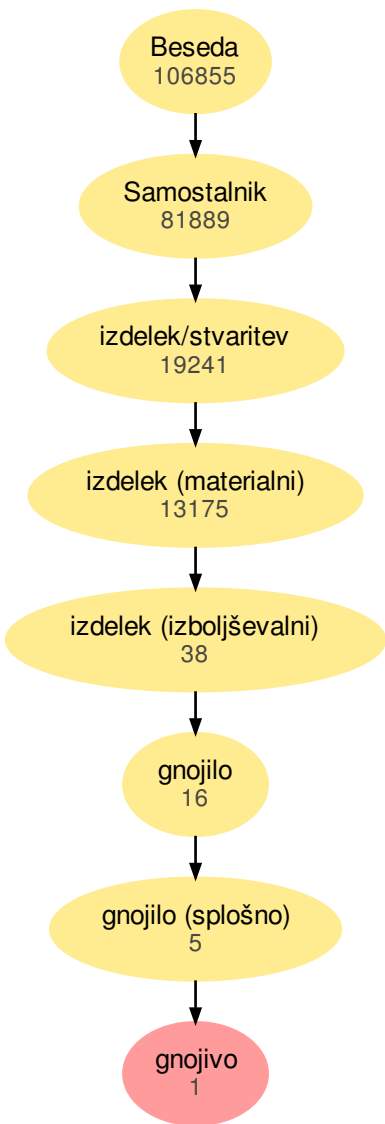 Beseda
106855
Samostalnik
81889
izdelek/stvaritev
19241
izdelek (materialni)
13175
izdelek (izboljševalni)
38
gnojilo
16
gnojilo (splošno)
5
gnojivo
1